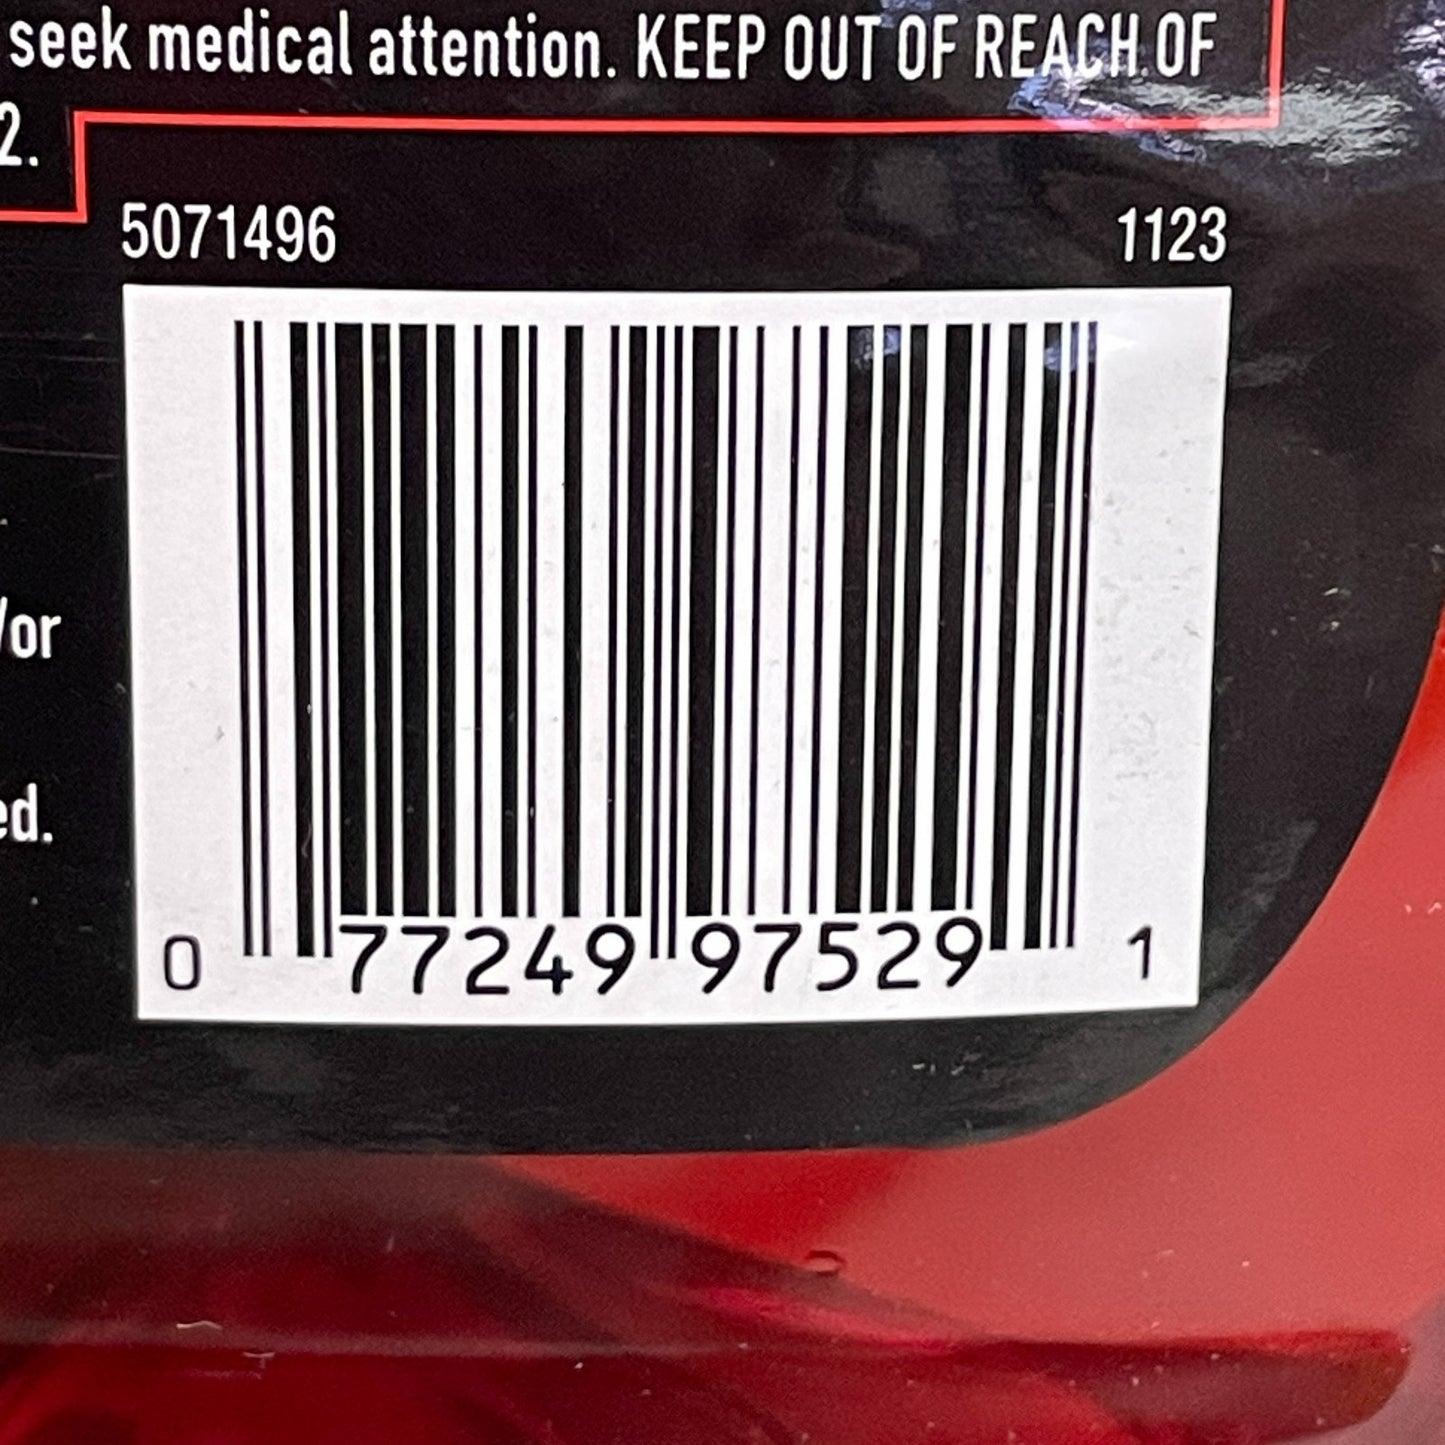 seek medical attention. KEEP OUT OF REACH OF
2.
5071496 1123
/or
ed.
0 77249 97529 1